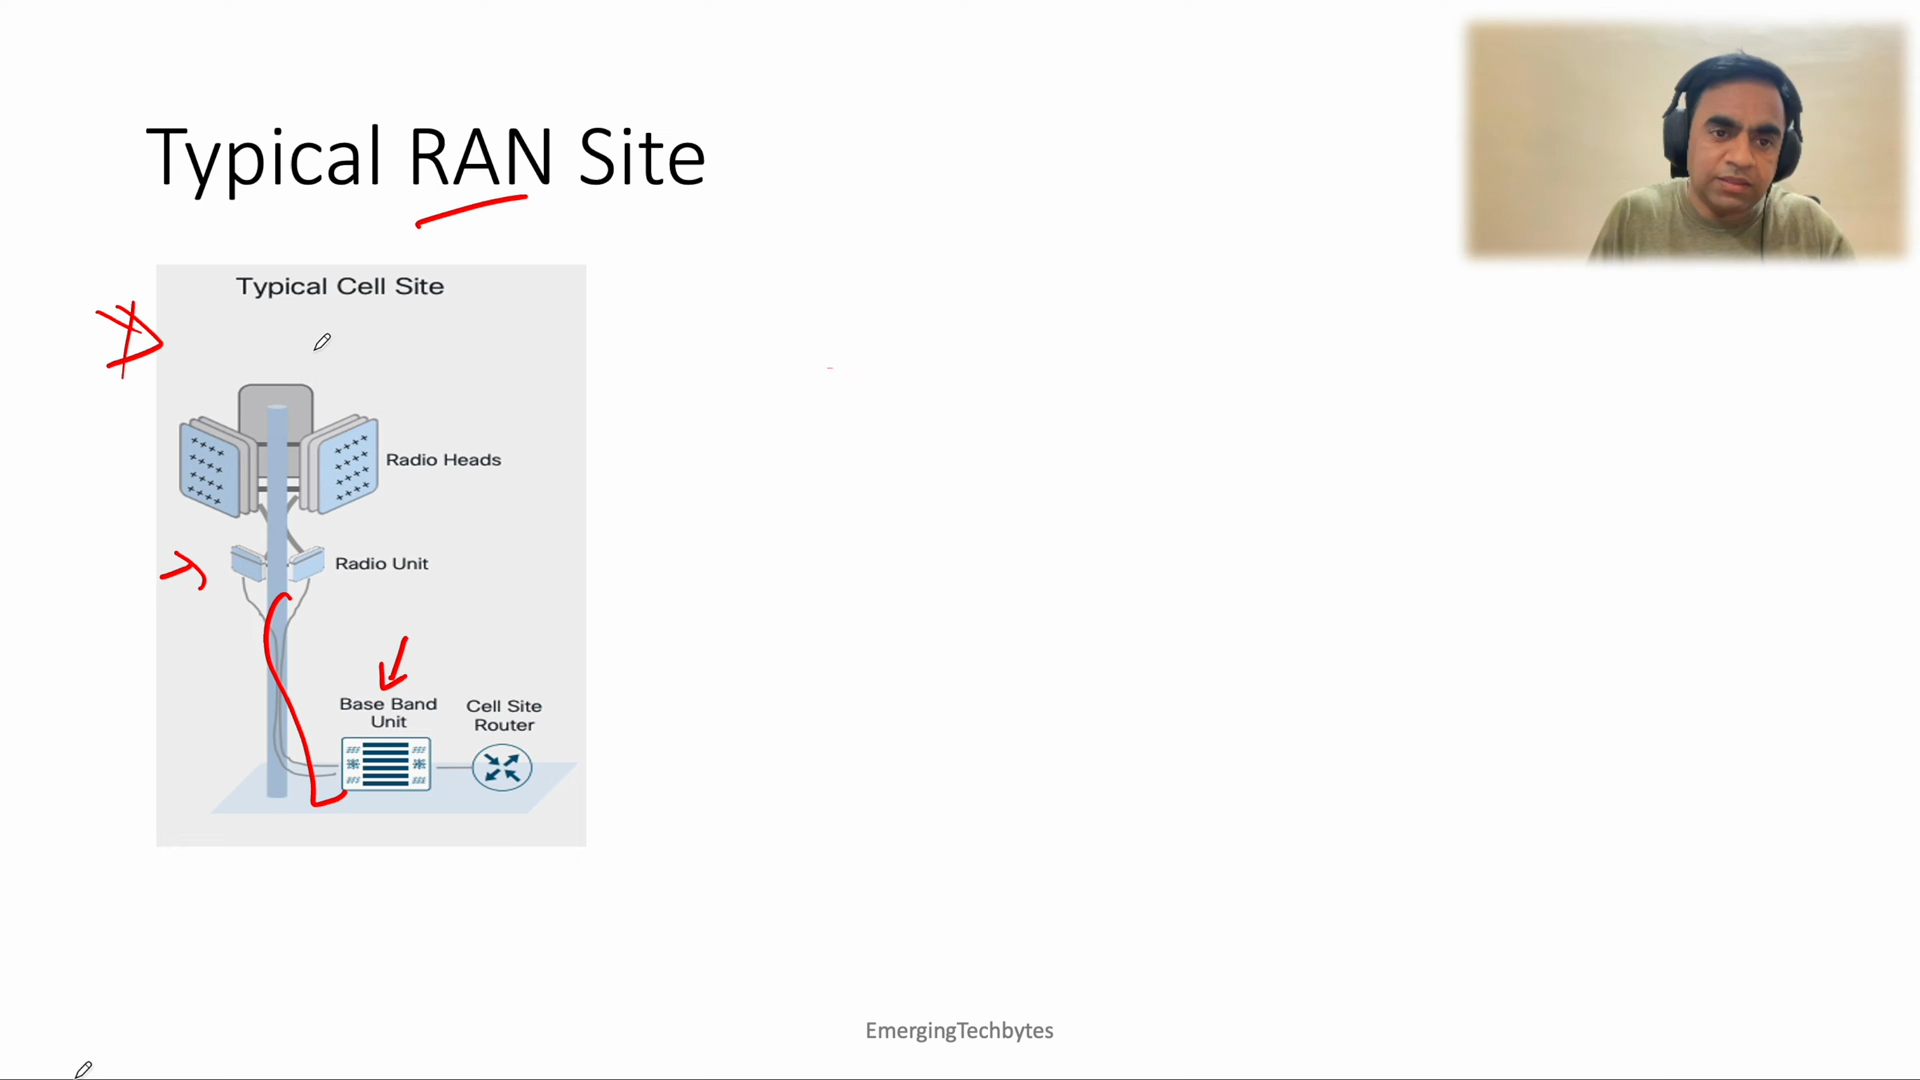 Typical RAN Site
Typical Cell Site
Radio Heads
Radio Unit
Base Band
Unit
Cell Site
Router
EmergingTechbytes